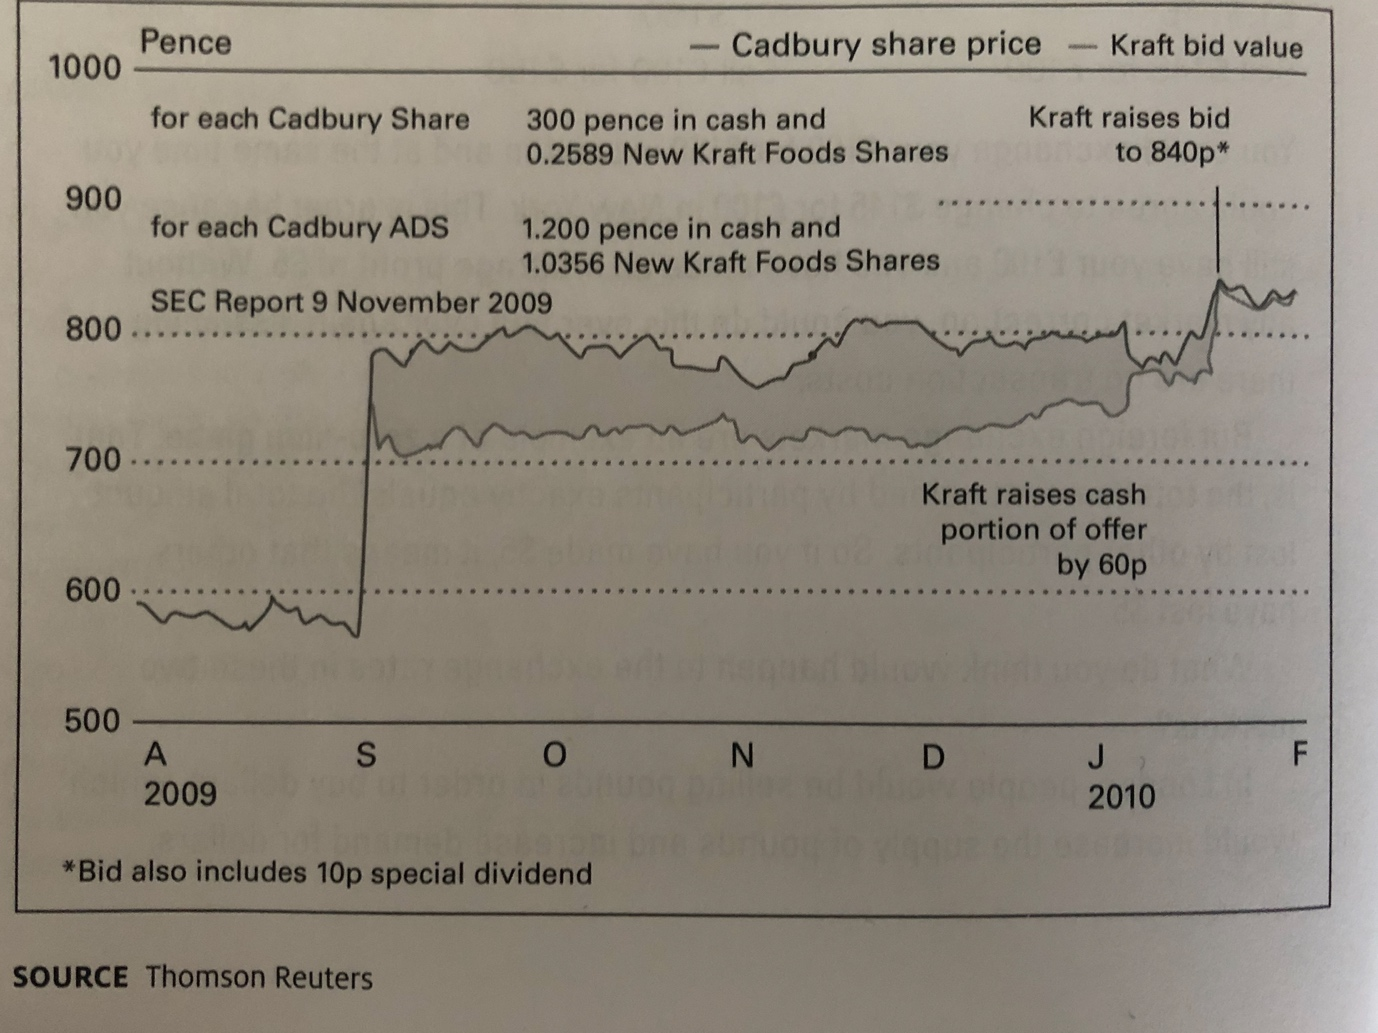 Pence
— Cadbury share price — Kraft bid value
1000
for each Cadbury Share 300 pence in cash and
0.2589 New Kraft Foods Shares
Kraft raises bid
to 840p*
900
for each Cadbury ADS 1.200 pence in cash and
1.0356 New Kraft Foods Shares
SEC Report 9 November 2009
800
700
Kraft raises cash
portion of offer
by 60p
600
500
A S O N D J F
2009 2010
*Bid also includes 10p special dividend
SOURCE Thomson Reuters